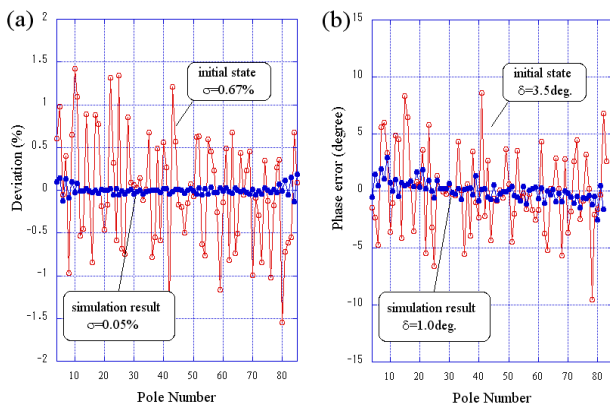 (a)
2
1.5
1
0.5
0
-0.5
-1
-1.5
-2
Deviation (%)
10 20 30 40 50 60 70 80
Pole Number
initial state
σ=0.67%
simulation result
σ=0.05%
(b)
15
10
5
0
-5
-10
-15
Phase error (degree)
10 20 30 40 50 60 70 80
Pole Number
initial state
δ=3.5deg.
simulation result
δ=1.0deg.